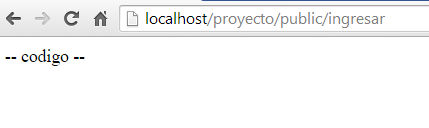 localhost/proyecto/public/ingresar
-- codigo --